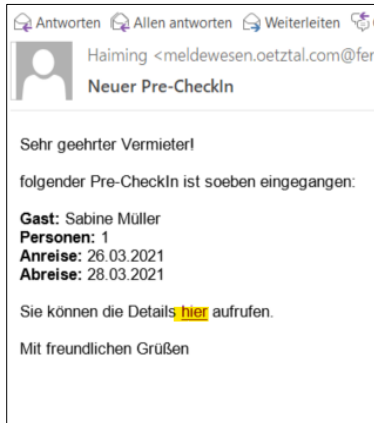 Antworten Allen antworten Weiterleiten
Haiming <meldewesen.oetztal.com@fer
Neuer Pre-CheckIn
Sehr geehrter Vermieter!
folgender Pre-CheckIn ist soeben eingegangen:
Gast: Sabine Müller
Personen: 1
Anreise: 26.03.2021
Abreise: 28.03.2021
Sie können die Details hier aufrufen.
Mit freundlichen Grüßen